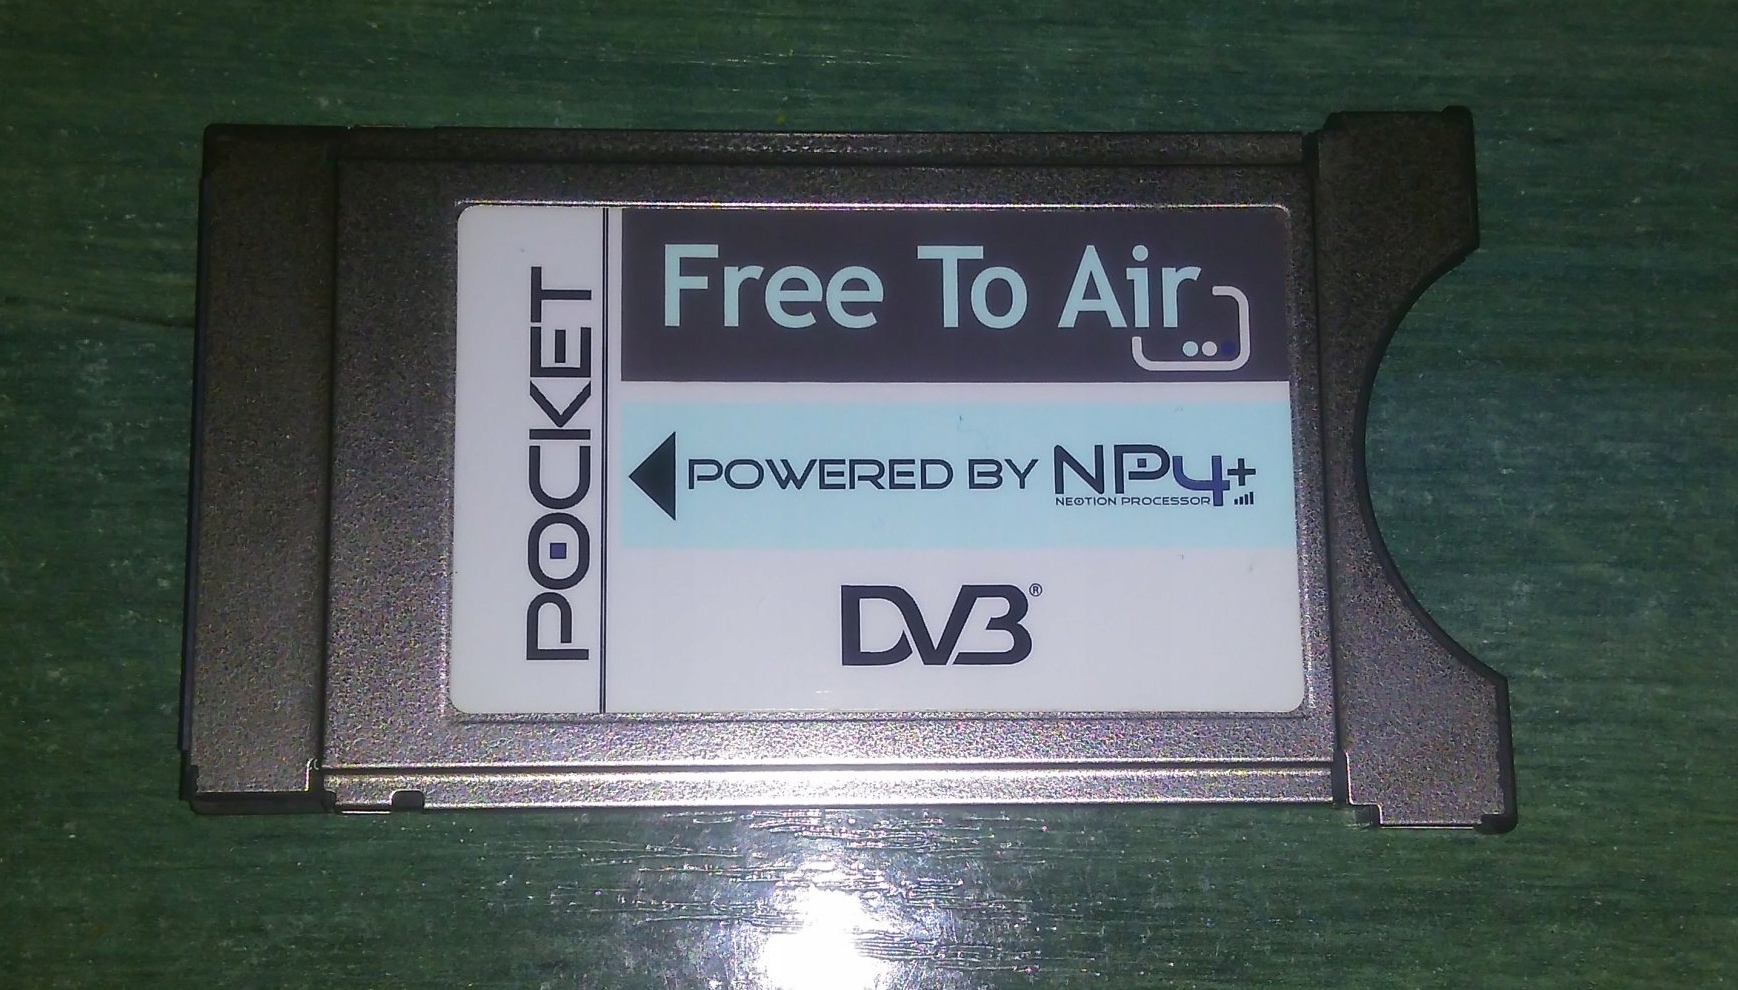 POCKET
Free To Air
POWERED BY NP4+
NEOTION PROCESSOR
DVB®